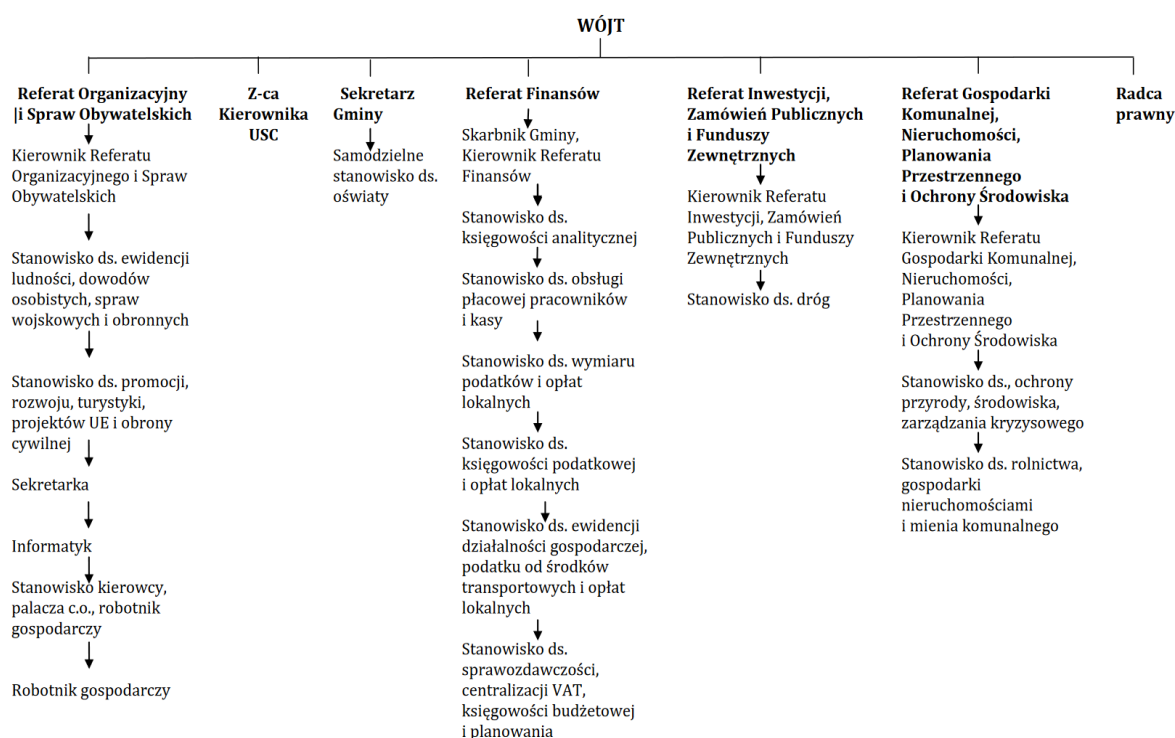 WÓJT
Referat Organizacyjny
|i Spraw Obywatelskich
Kierownik Referatu
Organizacyjnego i Spraw
Obywatelskich
Stanowisko ds. ewidencji
ludności, dowodów
osobistych, spraw
wojskowych i obronnych
Stanowisko ds. promocji,
rozwoju, turystyki,
projektów UE i obrony
cywilnej
Sekretarka
Informatyk
Stanowisko kierowcy,
palacza c.o., robotnik
gospodarczy
Robotnik gospodarczy
Z-ca
Kierownika
USC
Sekretarz
Gminy
Samodzielne
stanowisko ds.
oświaty
Referat Finansów
Skarbnik Gminy,
Kierownik Referatu
Finansów
Stanowisko ds.
księgowości analitycznej
Stanowisko ds. obsługi
płacowej pracowników
i kasy
Stanowisko ds. wymiaru
podatków i opłat
lokalnych
Stanowisko ds.
księgowości podatkowej
i opłat lokalnych
Stanowisko ds. ewidencji
działalności gospodarczej,
podatku od środków
transportowych i opłat
lokalnych
Stanowisko ds.
sprawozdawczości,
centralizacji VAT,
księgowości budżetowej
i planowania
Referat Inwestycji,
Zamówień Publicznych
i Funduszy
Zewnętrznych
Kierownik Referatu
Inwestycji, Zamówień
Publicznych i Funduszy
Zewnętrznych
Stanowisko ds. dróg
Referat Gospodarki
Komunalnej,
Nieruchomości,
Planowania
Przestrzennego
i Ochrony Środowiska
Kierownik Referatu
Gospodarki Komunalnej,
Nieruchomości,
Planowania
Przestrzennego
i Ochrony Środowiska
Stanowisko ds., ochrony
przyrody, środowiska,
zarządzania kryzysowego
Stanowisko ds. rolnictwa,
gospodarki
nieruchomościami
i mienia komunalnego
Radca
prawny